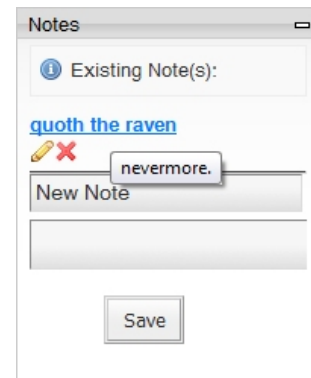 Notes
Existing Note(s):
quoth the raven
nevermore.
New Note
Save